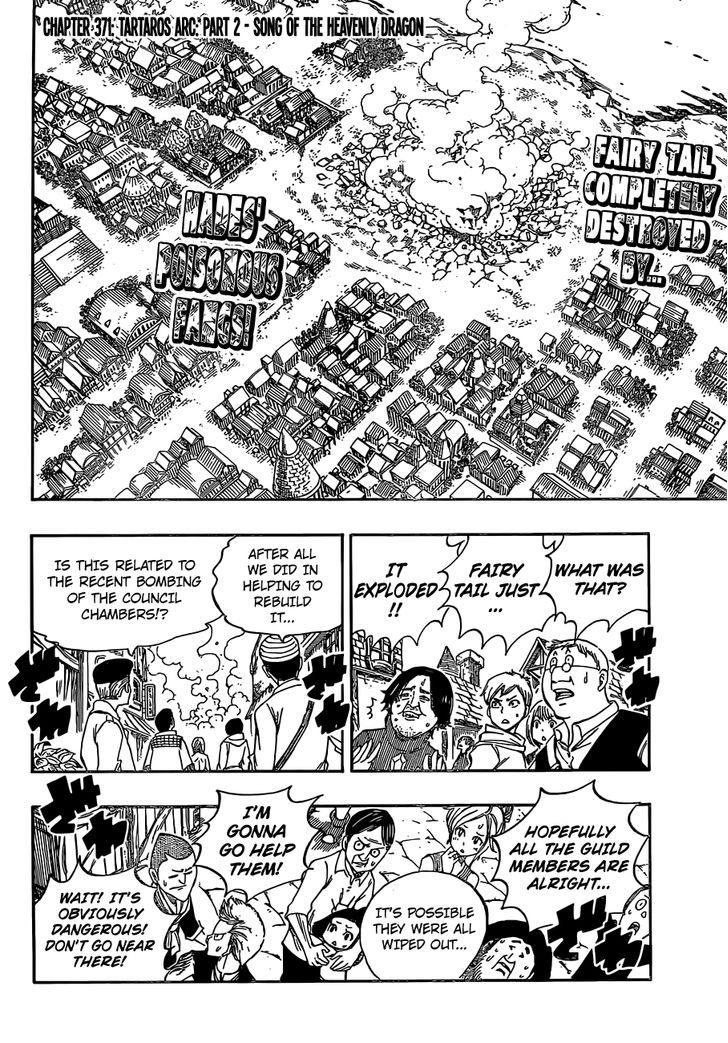 CHAPTER 371: TARTAROS ARC: PART 2 - SONG OF THE HEAVENLY DRAGON
FAIRY TAIL
COMPLETELY
DESTROYED
BY...
HADES'
POISONOUS
FANGS!
WHAT WAS
THAT?
FAIRY
TAIL JUST
...
IT
EXPLODED
!!
AFTER ALL
WE DID IN
HELPING TO
REBUILD
IT...
IS THIS RELATED TO
THE RECENT BOMBING
OF THE COUNCIL
CHAMBERS!?
HOPEFULLY
ALL THE GUILD
MEMBERS ARE
ALRIGHT...
IT'S POSSIBLE
THEY WERE ALL
WIPED OUT...
I'M
GONNA
GO HELP
THEM!
WAIT! IT'S
OBVIOUSLY
DANGEROUS!
DON'T GO NEAR
THERE!